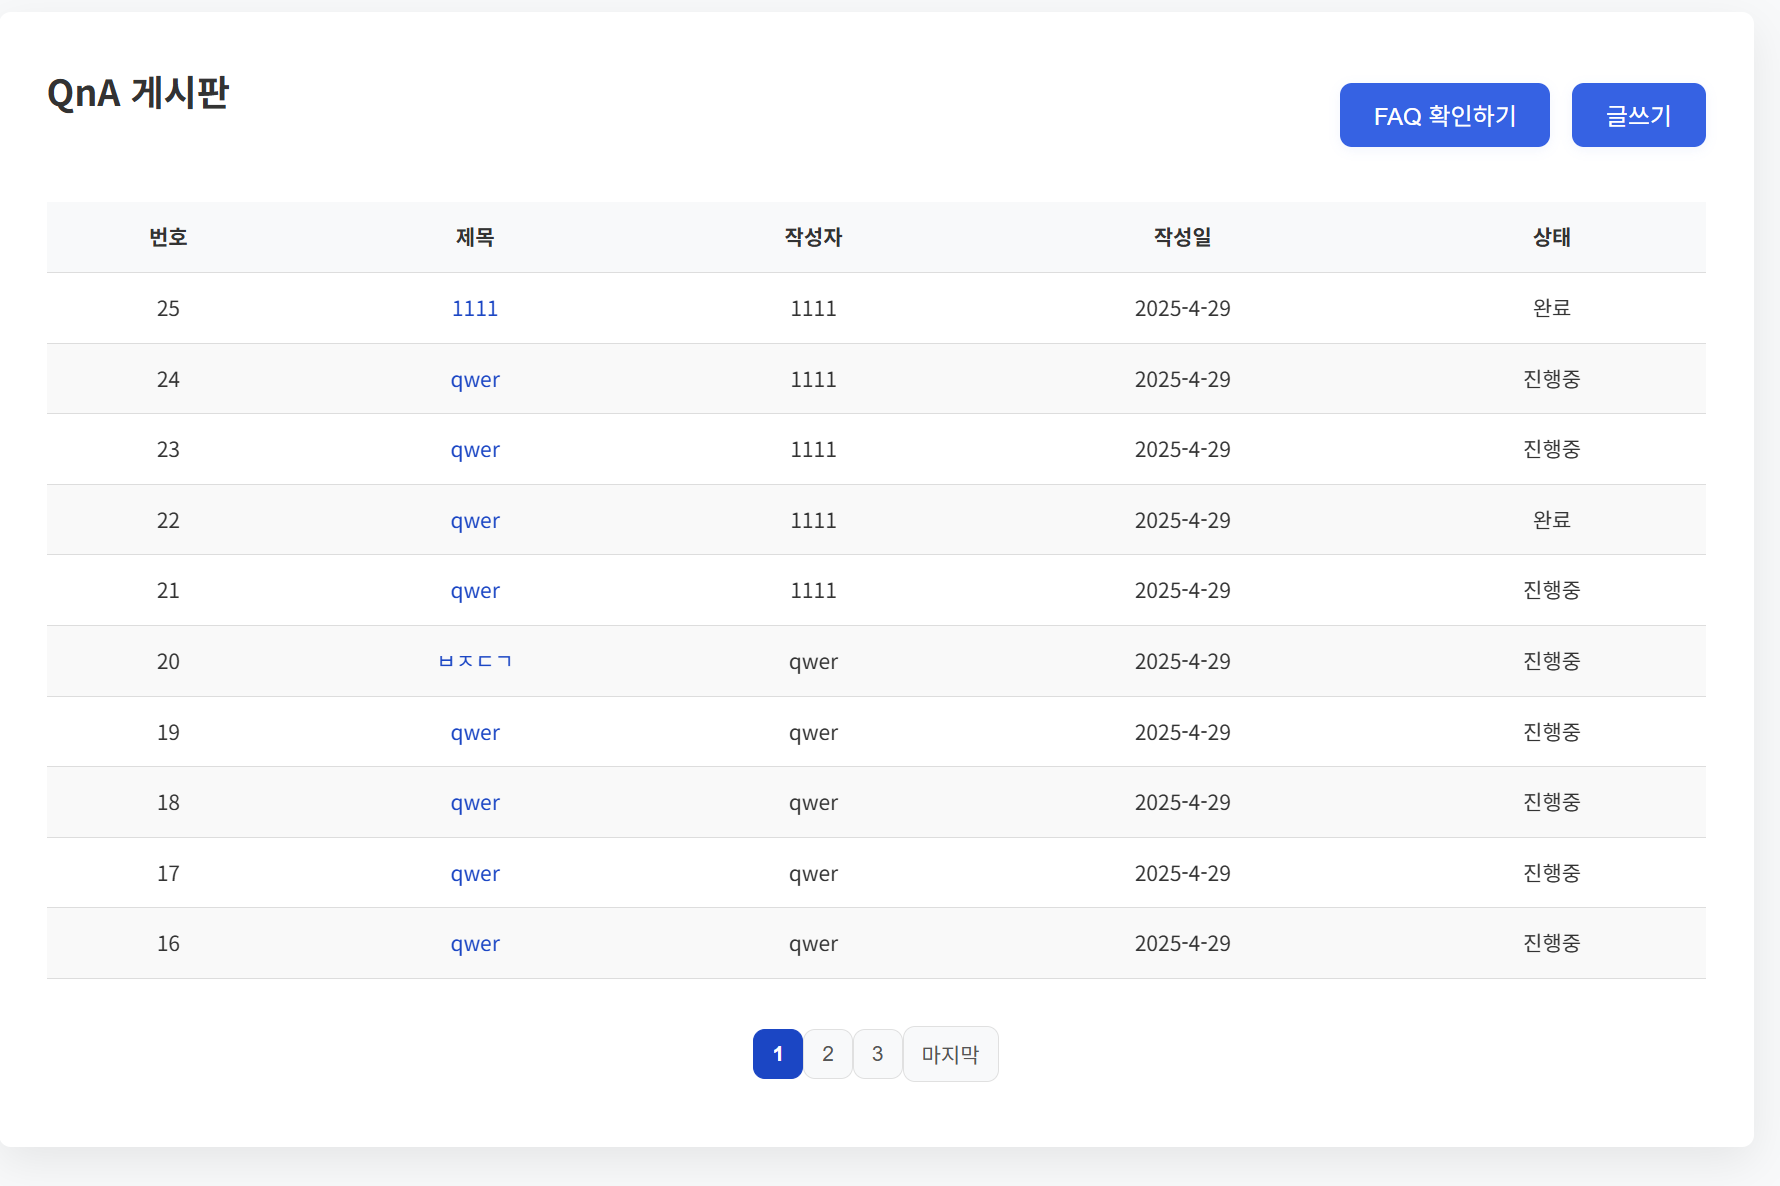 QnA 게시판
FAQ 확인하기 글쓰기
번호 제목 작성자 작성일 상태
25 1111 1111 2025-4-29 완료
24 qwer 1111 2025-4-29 진행중
23 qwer 1111 2025-4-29 진행중
22 qwer 1111 2025-4-29 완료
21 qwer 1111 2025-4-29 진행중
20 ㅂㅈㄷㄱ qwer 2025-4-29 진행중
19 qwer qwer 2025-4-29 진행중
18 qwer qwer 2025-4-29 진행중
17 qwer qwer 2025-4-29 진행중
16 qwer qwer 2025-4-29 진행중
1 2 3 마지막